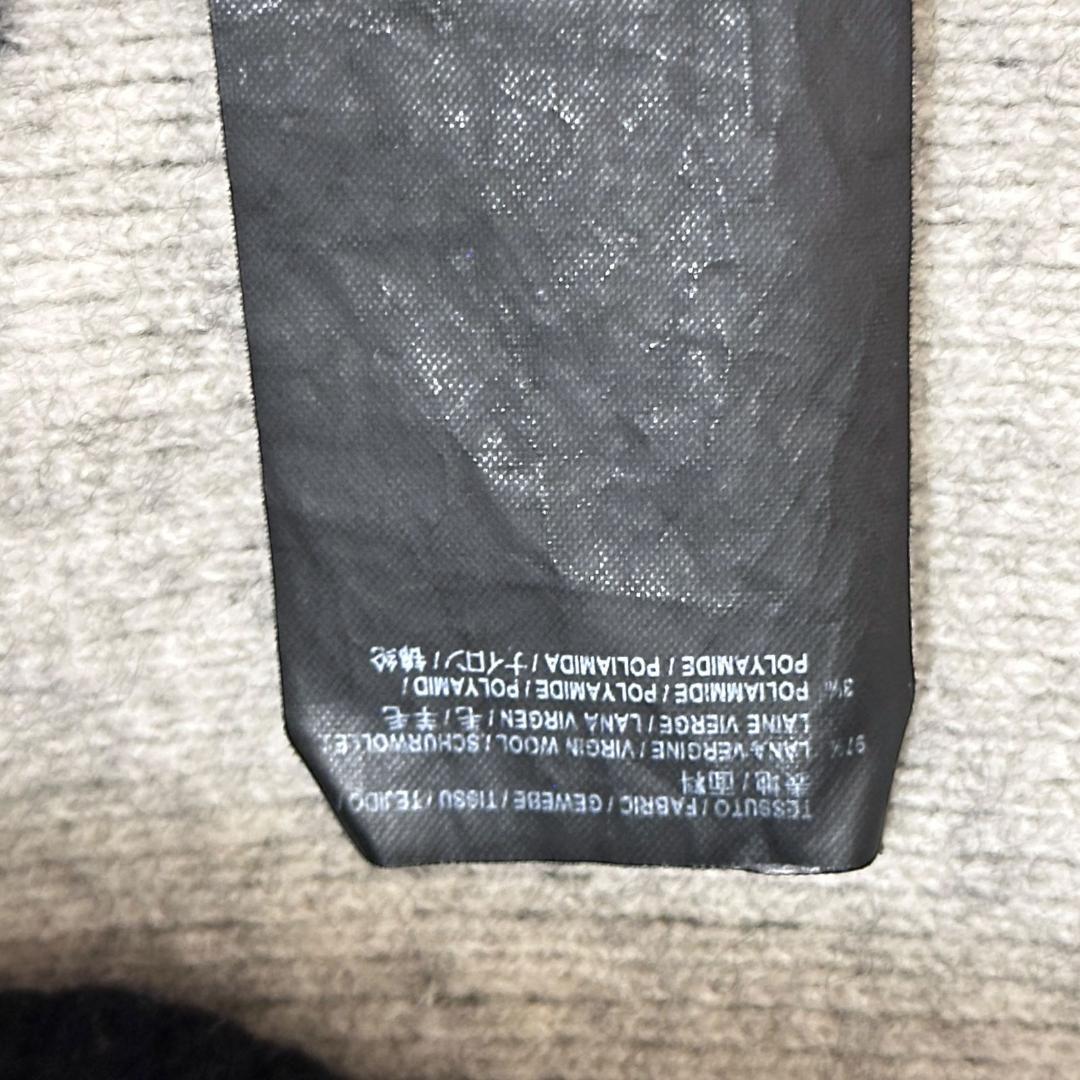 TESSUTO / FABRIC / GEWEBE / TISSU / TEJIDO /
表地 / 面料
97% LANA VERGINE / VIRGIN WOOL / SCHURWOLLE /
LAINE VIERGE / LANA VIRGEN / 毛 / 羊毛
3% POLIAMMIDE / POLYAMIDE / POLYAMID /
POLYAMIDE / POLIAMIDA / ナイロン / 锦纶